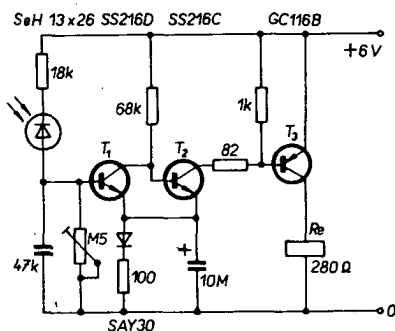 SeH 13x26 SS216D SS216C GC116B
+6V
18k
68k
1k
T1
T2
82
T3
M5
Re
47k
100
+
10M
280Ω
0
SAY30